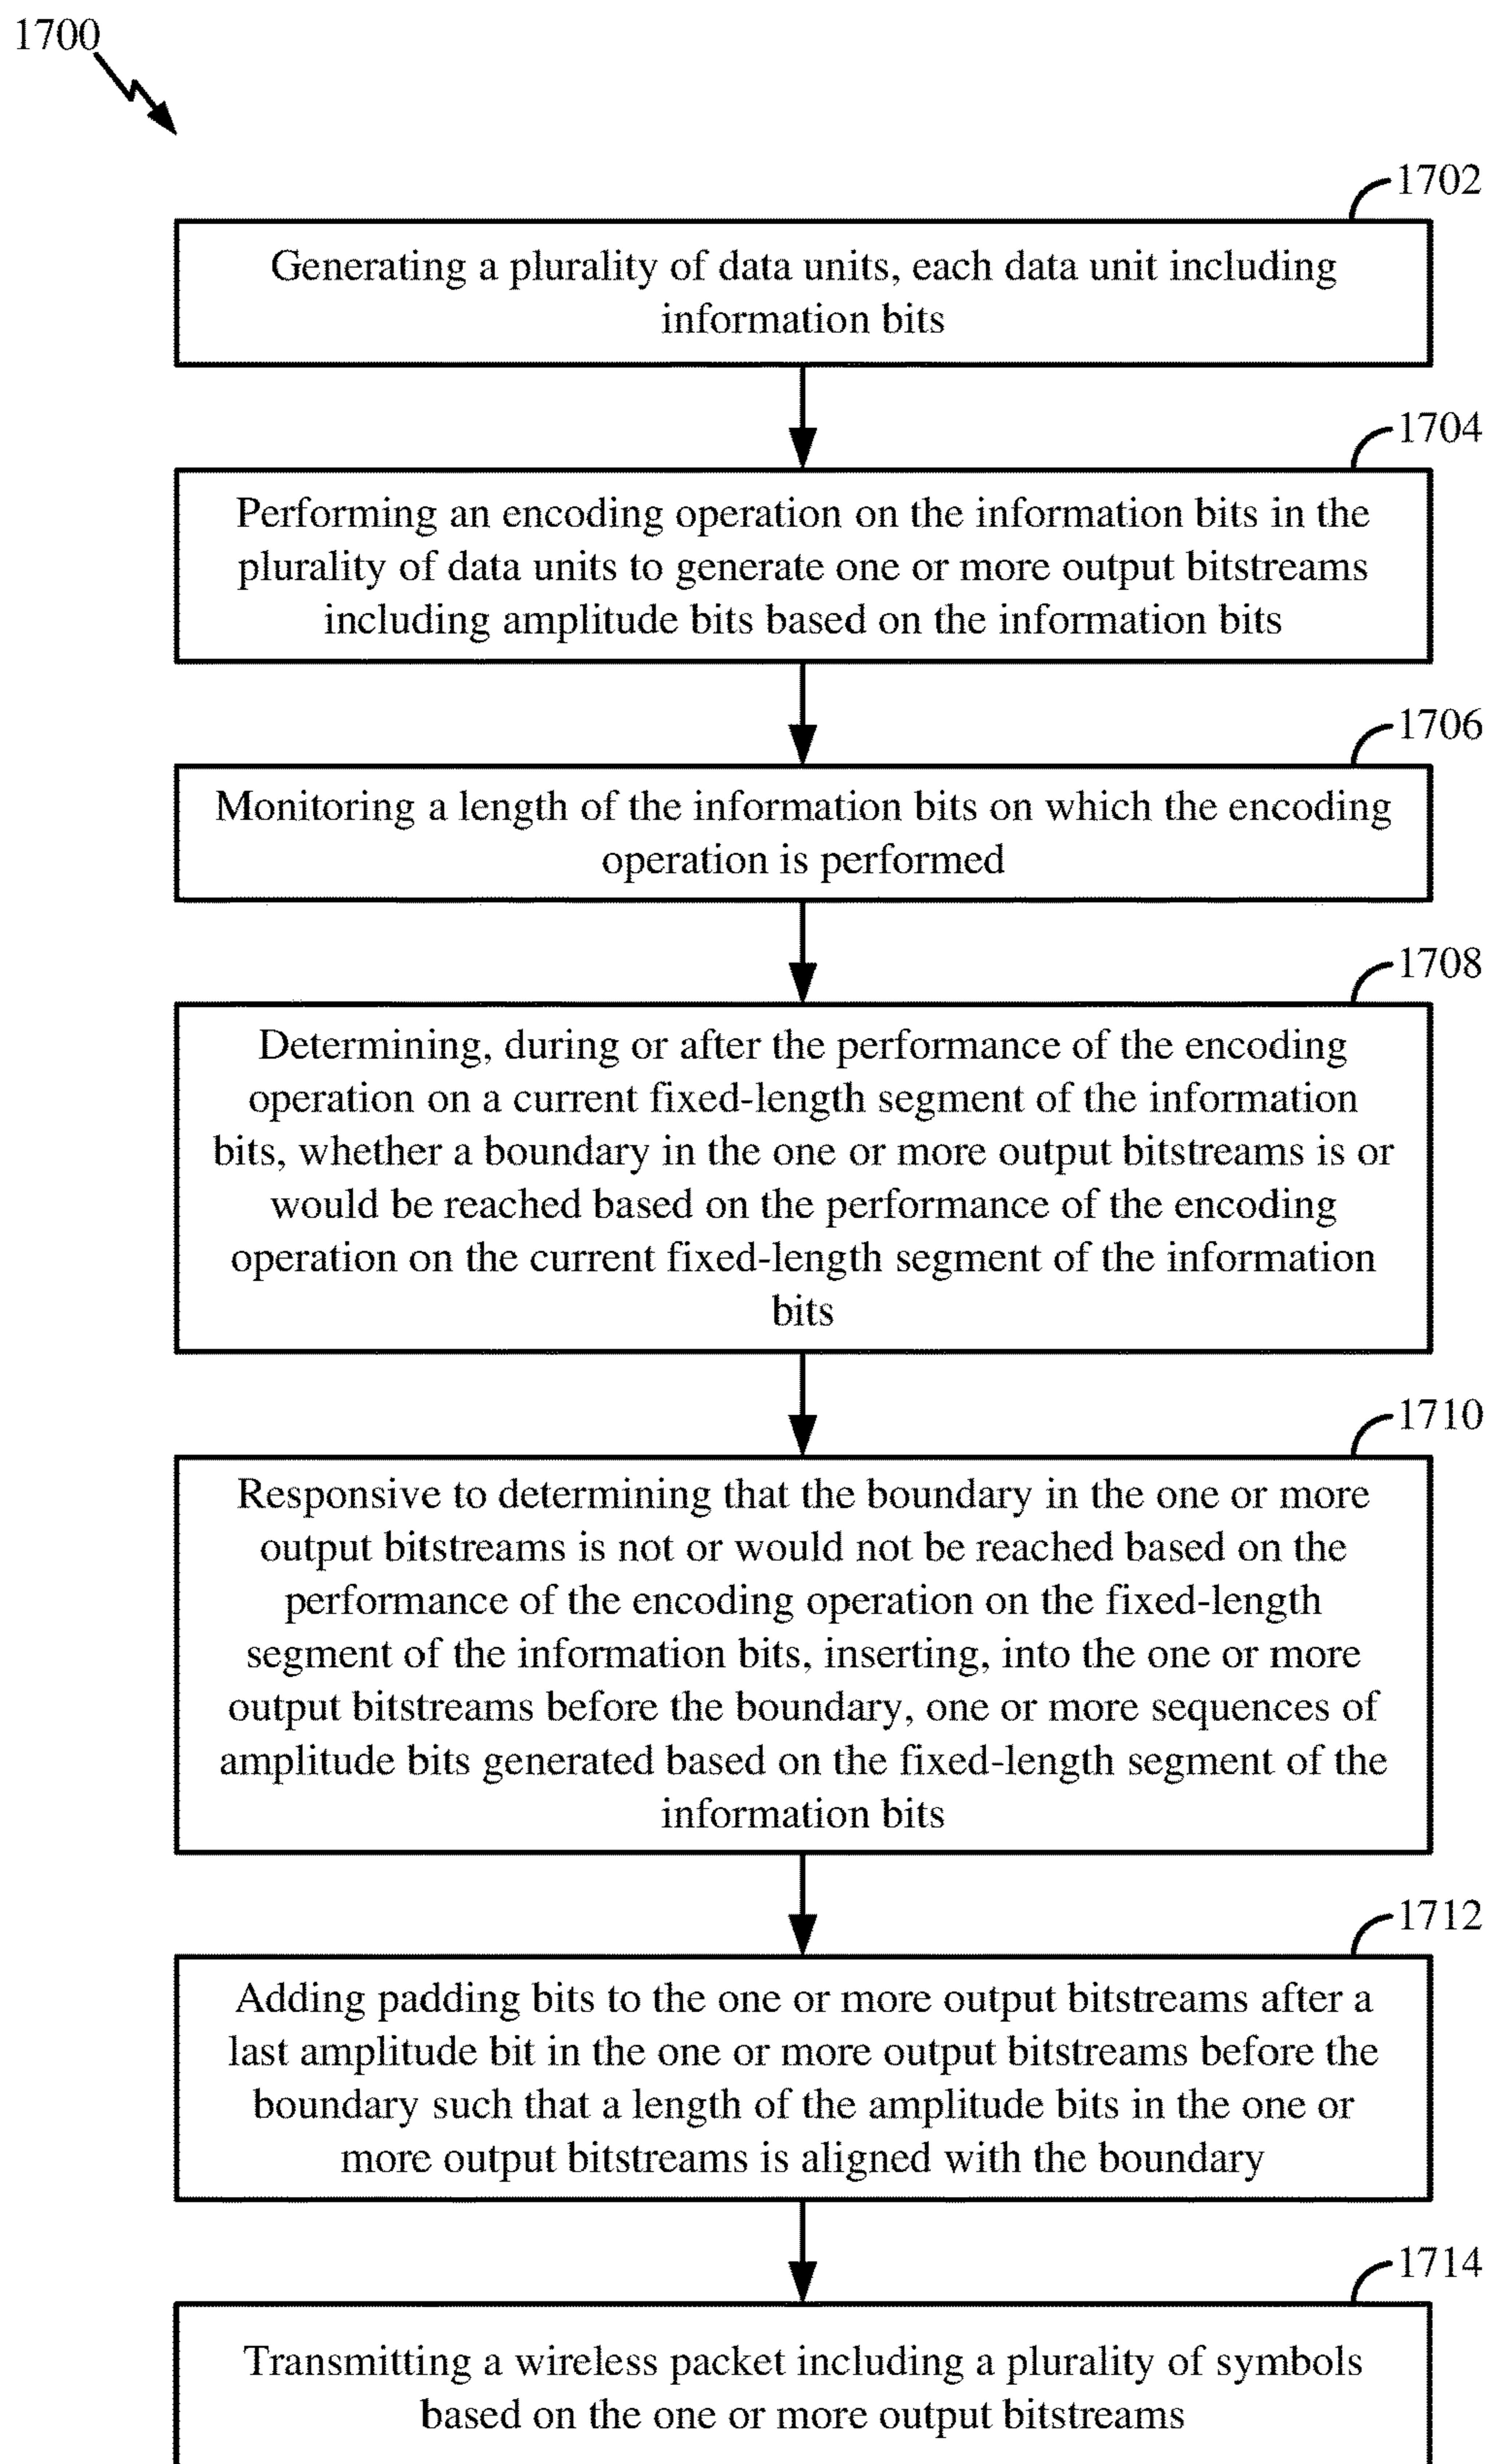 1700
1702
Generating a plurality of data units, each data unit including
information bits
1704
Performing an encoding operation on the information bits in the
plurality of data units to generate one or more output bitstreams
including amplitude bits based on the information bits
1706
Monitoring a length of the information bits on which the encoding
operation is performed
1708
Determining, during or after the performance of the encoding
operation on a current fixed-length segment of the information
bits, whether a boundary in the one or more output bitstreams is or
would be reached based on the performance of the encoding
operation on the current fixed-length segment of the information
bits
1710
Responsive to determining that the boundary in the one or more
output bitstreams is not or would not be reached based on the
performance of the encoding operation on the fixed-length
segment of the information bits, inserting, into the one or more
output bitstreams before the boundary, one or more sequences of
amplitude bits generated based on the fixed-length segment of the
information bits
1712
Adding padding bits to the one or more output bitstreams after a
last amplitude bit in the one or more output bitstreams before the
boundary such that a length of the amplitude bits in the one or
more output bitstreams is aligned with the boundary
1714
Transmitting a wireless packet including a plurality of symbols
based on the one or more output bitstreams